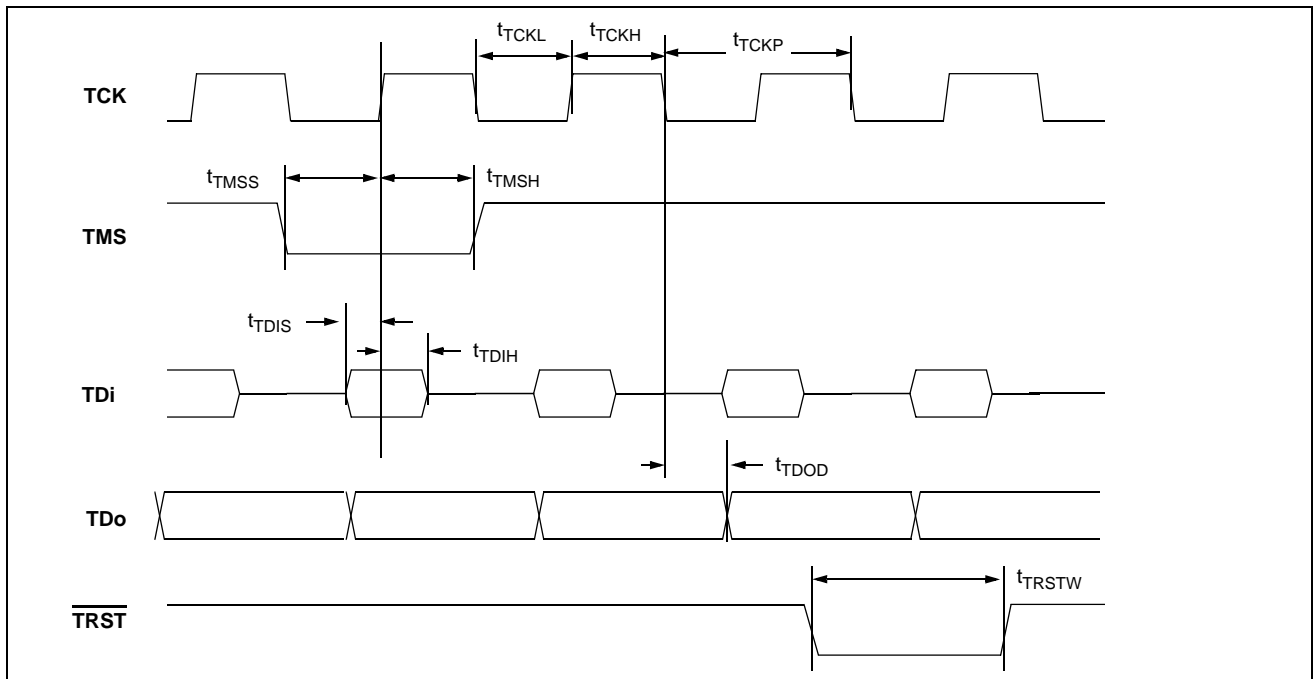 tTCKL tTCKH tTCKP
TCK
tTMSS tTMSH
TMS
tTDIS
tTDIH
TDi
tTDOD
TDo
tTRSTW
TRST